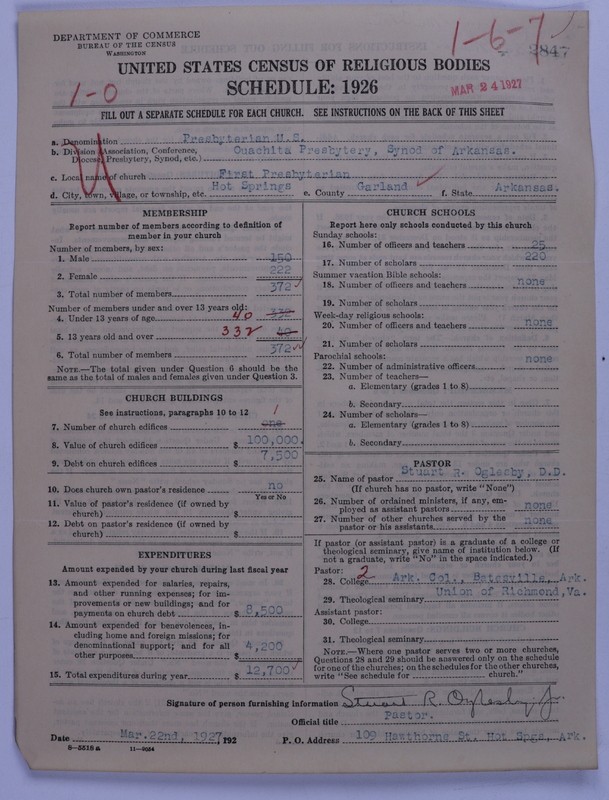 DEPARTMENT OF COMMERCE
BUREAU OF THE CENSUS
WASHINGTON
1-6-7
2847
UNITED STATES CENSUS OF RELIGIOUS BODIES
SCHEDULE: 1926
MAR 24 1927
1-0
FILL OUT A SEPARATE SCHEDULE FOR EACH CHURCH. SEE INSTRUCTIONS ON THE BACK OF THIS SHEET
a. Denomination Presbyterian U.S.
b. Division (Association, Conference, Diocese, Presbytery, Synod, etc.) Ouachita Presbytery, Synod of Arkansas.
c. Local name of church First Presbyterian
d. City, town, village, or township, etc. Hot Springs e. County Garland f. State Arkansas.
MEMBERSHIP
Report number of members according to definition of
member in your church
Number of members, by sex:
1. Male 150
2. Female 222
3. Total number of members 372
Number of members under and over 13 years old:
4. Under 13 years of age 40 332
5. 13 years old and over 332 40
6. Total number of members 372
NOTE.—The total given under Question 6 should be the
same as the total of males and females given under Question 3.
CHURCH BUILDINGS
See instructions, paragraphs 10 to 12
7. Number of church edifices one 1
8. Value of church edifices $ 100,000.
9. Debt on church edifices $ 7,500
10. Does church own pastor's residence no
Yes or No
11. Value of pastor's residence (if owned by
church) $
12. Debt on pastor's residence (if owned by
church) $
EXPENDITURES
Amount expended by your church during last fiscal year
13. Amount expended for salaries, repairs,
and other running expenses; for im-
provements or new buildings; and for
payments on church debt $ 8,500
14. Amount expended for benevolences, in-
cluding home and foreign missions; for
denominational support; and for all
other purposes $ 4,200
15. Total expenditures during year $ 12,700
CHURCH SCHOOLS
Report here only schools conducted by this church
Sunday schools:
16. Number of officers and teachers 25
17. Number of scholars 220
Summer vacation Bible schools:
18. Number of officers and teachers none
19. Number of scholars
Week-day religious schools:
20. Number of officers and teachers none
21. Number of scholars
Parochial schools:
22. Number of administrative officers none
23. Number of teachers—
a. Elementary (grades 1 to 8)
b. Secondary
24. Number of scholars—
a. Elementary (grades 1 to 8)
b. Secondary
PASTOR
25. Name of pastor Stuart R. Oglesby, D.D.
(If church has no pastor, write "None")
26. Number of ordained ministers, if any, em-
ployed as assistant pastors none
27. Number of other churches served by the
pastor or his assistants none
If pastor (or assistant pastor) is a graduate of a college or
theological seminary, give name of institution below. (If
not a graduate, write "No" in the space indicated.)
Pastor:
28. College 2 Ark. Col., Batesville, Ark.
29. Theological seminary Union of Richmond, Va.
Assistant pastor:
30. College
31. Theological seminary
NOTE.—Where one pastor serves two or more churches,
Questions 28 and 29 should be answered only on the schedule
for one of the churches; on the schedules for the other churches,
write "See schedule for church."
Signature of person furnishing information Stuart R. Oglesby, Jr.
Official title Pastor.
Date Mar.22nd, 1927, 192 P. O. Address 109 Hawthorne St. Hot Spgs, Ark.
8—5518a 11—9034